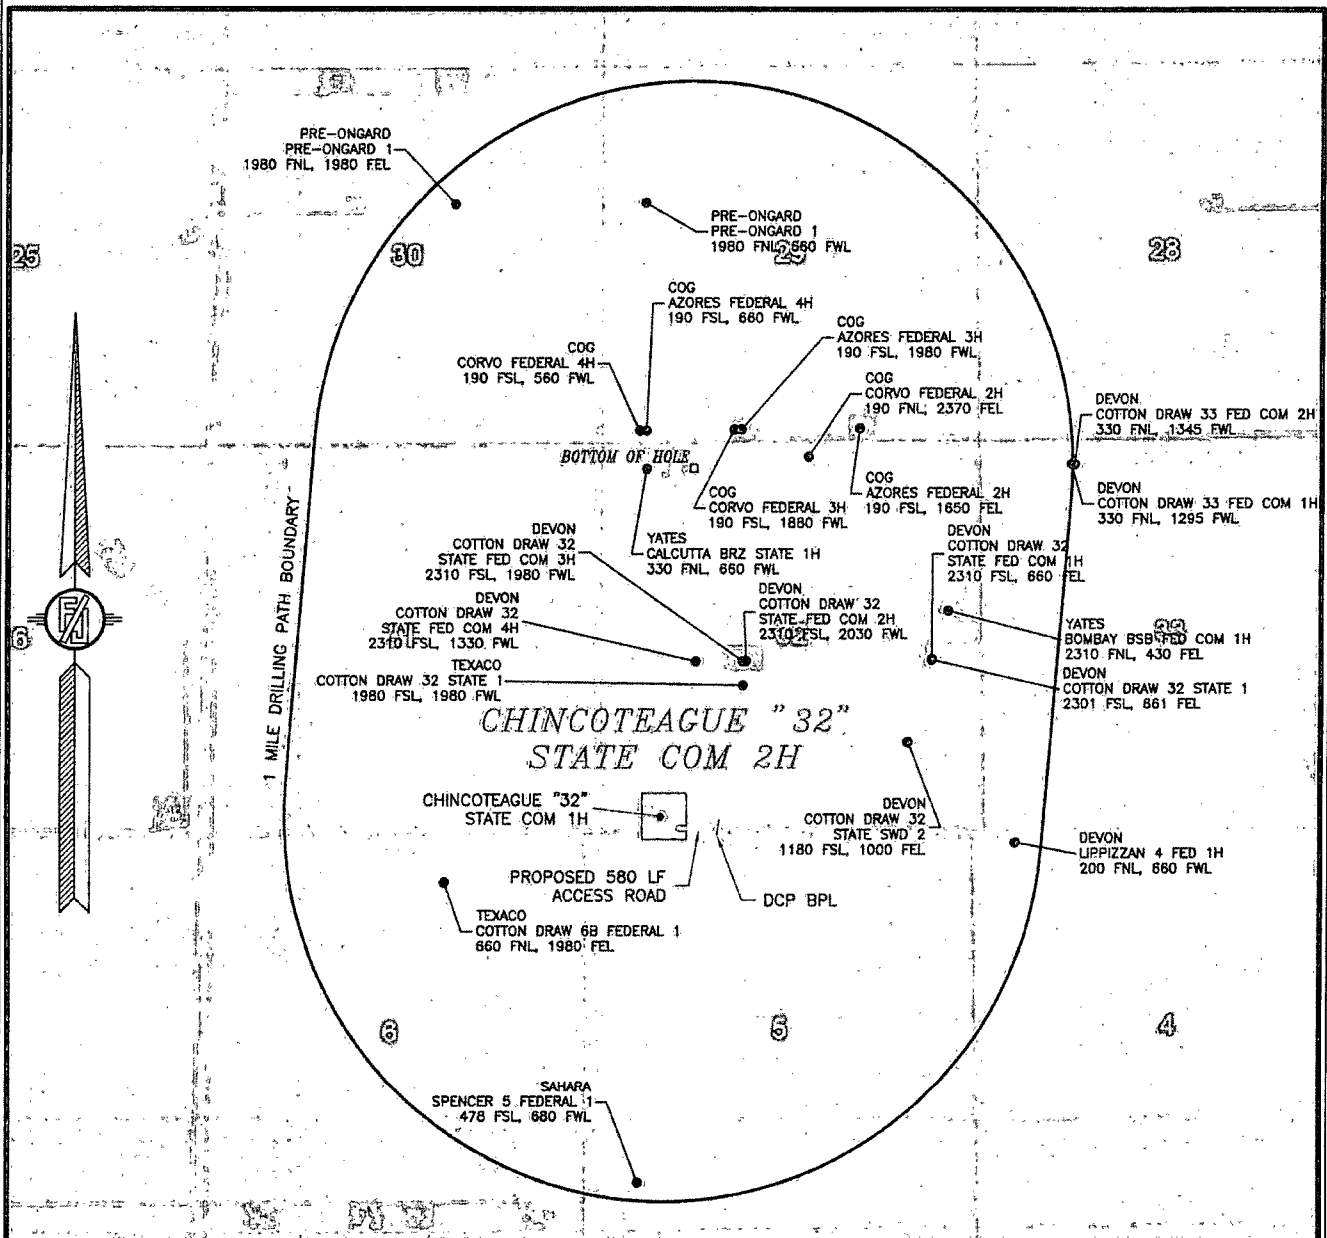 PRE-ONGARD
PRE-ONGARD 1
1980 FNL, 1980 FEL
PRE-ONGARD
PRE-ONGARD 1
1980 FNL, 660 FWL
25
30
29
28
COG
AZORES FEDERAL 4H
190 FSL, 660 FWL
COG
CORVO FEDERAL 4H
190 FSL, 560 FWL
COG
AZORES FEDERAL 3H
190 FSL, 1980 FWL
COG
CORVO FEDERAL 2H
190 FNL, 2370 FEL
DEVON
COTTON DRAW 33 FED COM 2H
330 FNL, 1345 FWL
BOTTOM OF HOLE
COG
CORVO FEDERAL 3H
190 FSL, 1880 FWL
COG
AZORES FEDERAL 2H
190 FSL, 1650 FEL
DEVON
COTTON DRAW 33 FED COM 1H
330 FNL, 1295 FWL
YATES
CALCUTTA BRZ STATE 1H
330 FNL, 660 FWL
DEVON
COTTON DRAW 32
STATE FED COM 3H
2310 FSL, 1980 FWL
DEVON
COTTON DRAW 32
STATE FED COM 1H
2310 FSL, 660 FEL
DEVON
COTTON DRAW 32
STATE FED COM 4H
2310 FSL, 1330 FWL
DEVON
COTTON DRAW 32
STATE FED COM 2H
2310 FSL, 2030 FWL
YATES
BOMBAY BSB FED COM 1H
2310 FNL, 430 FEL
TEXACO
COTTON DRAW 32 STATE 1
1980 FSL, 1980 FWL
DEVON
COTTON DRAW 32 STATE 1
2301 FSL, 661 FEL
1 MILE DRILLING PATH BOUNDARY
CHINCOTEAGUE "32"
STATE COM 2H
CHINCOTEAGUE "32"
STATE COM 1H
DEVON
COTTON DRAW 32
STATE SWD 2
1180 FSL, 1000 FEL
DEVON
LIPPIZZAN 4 FED 1H
200 FNL, 660 FWL
PROPOSED 580 LF
ACCESS ROAD
DCP BPL
TEXACO
COTTON DRAW 6B FEDERAL 1
660 FNL, 1980 FEL
6
5
4
SAHARA
SPENCER 5 FEDERAL 1
478 FSL, 680 FWL